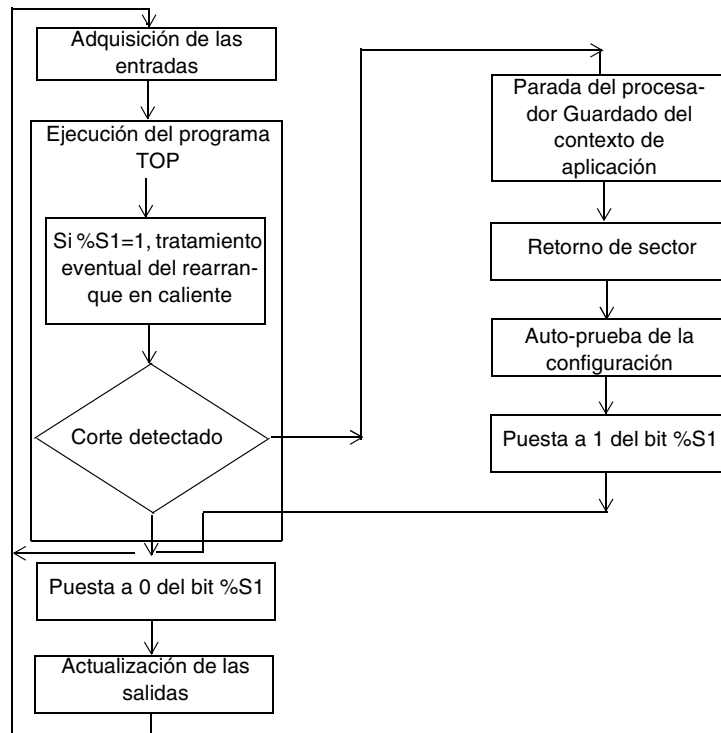 Adquisición de las
entradas
Ejecución del programa
TOP
Si %S1=1, tratamiento
eventual del rearran-
que en caliente
Corte detectado
Puesta a 0 del bit %S1
Actualización de las
salidas
Parada del procesa-
dor Guardado del
contexto de
aplicación
Retorno de sector
Auto-prueba de la
configuración
Puesta a 1 del bit %S1